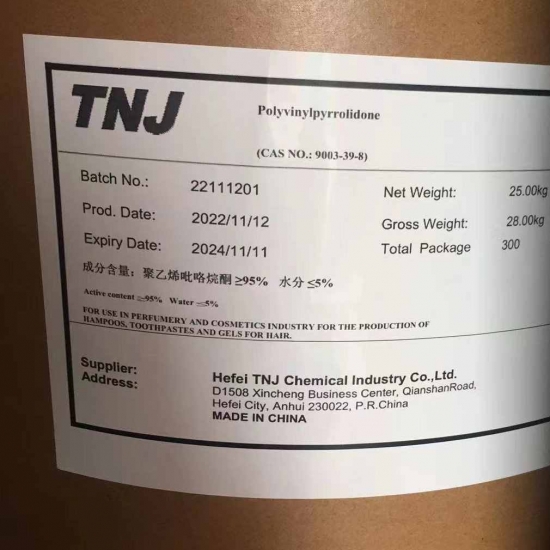 TNJ
Polyvinylpyrrolidone
(CAS NO.: 9003-39-8)
Batch No.: 22111201 Net Weight: 25.00kg
Prod. Date: 2022/11/12 Gross Weight: 28.00kg
Expiry Date: 2024/11/11 Total Package 300
成分含量：聚乙烯吡咯烷酮 ≥95% 水分 ≤5%
Active content ≥95% Water ≤5%
FOR USE IN PERFUMERY AND COSMETICS INDUSTRY FOR THE PRODUCTION OF
HAMPOOS, TOOTHPASTES AND GELS FOR HAIR.
Supplier: Hefei TNJ Chemical Industry Co.,Ltd.
Address: D1508 Xincheng Business Center, QianshanRoad,
Hefei City, Anhui 230022, P.R.China
MADE IN CHINA